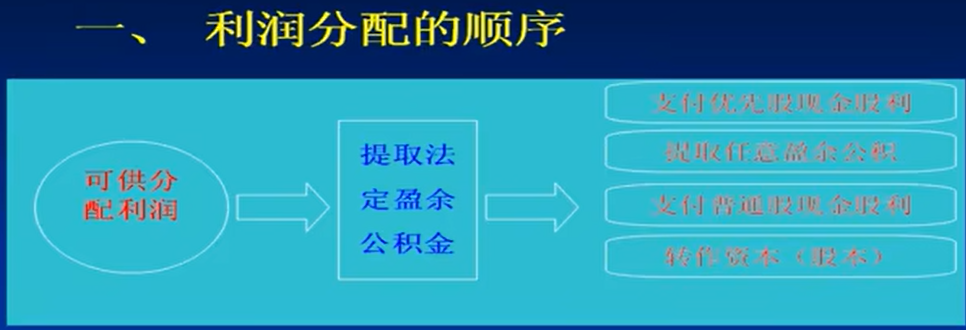 一、 利润分配的顺序
可供分
配利润
提取法
定盈余
公积金
支付优先股现金股利
提取任意盈余公积
支付普通股现金股利
转作资本（股本）